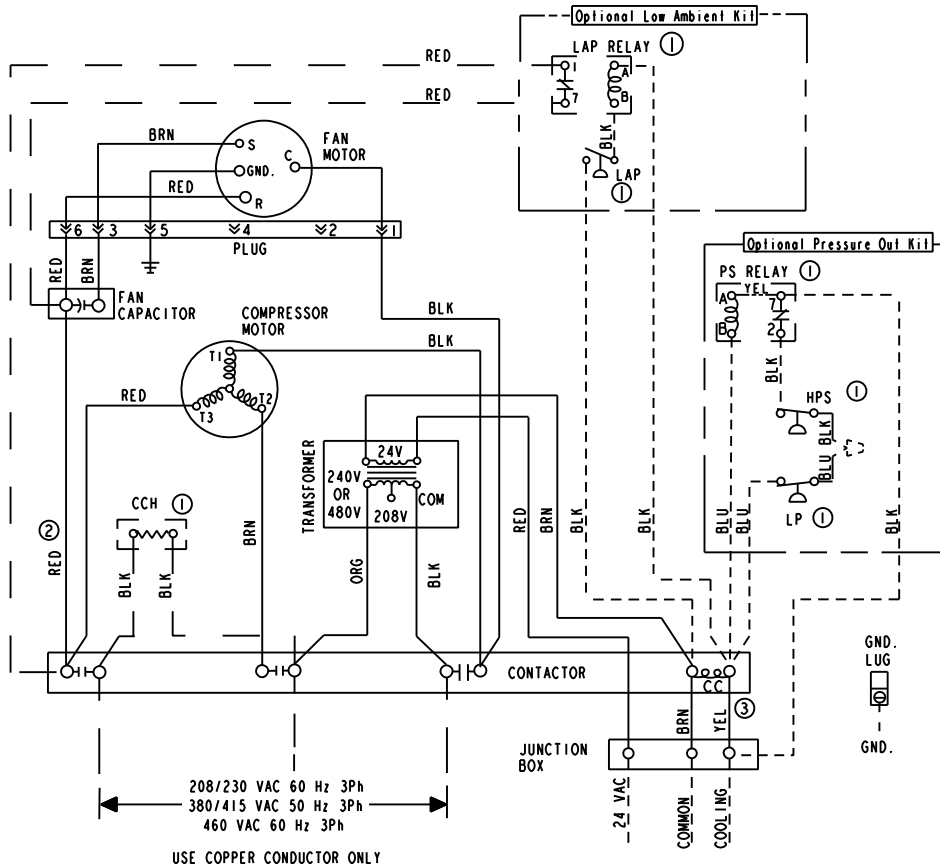 Optional Low Ambient Kit
LAP RELAY ①
1
7
A
B
BLK
LAP
①
RED
RED
BRN
S
C
GND.
RED
R
FAN
MOTOR
6
3
5
4
2
1
PLUG
RED
BRN
FAN
CAPACITOR
COMPRESSOR
MOTOR
BLK
BLK
T1
T2
T3
RED
Optional Pressure Out Kit
PS RELAY ①
YEL
A
B
7
2
BLK
HPS ①
BLK
BLU
LP ①
TRANSFORMER
24V
240V
OR
480V
COM
208V
CCH ①
②
RED
BLK
BLK
BRN
ORG
BLK
RED
BRN
BLK
BLK
BLU
BLU
BLK
CONTACTOR
CC
GND.
LUG
GND.
BRN
YEL
③
JUNCTION
BOX
24 VAC
COMMON
COOLING
208/230 VAC 60 Hz 3Ph
380/415 VAC 50 Hz 3Ph
460 VAC 60 Hz 3Ph
USE COPPER CONDUCTOR ONLY